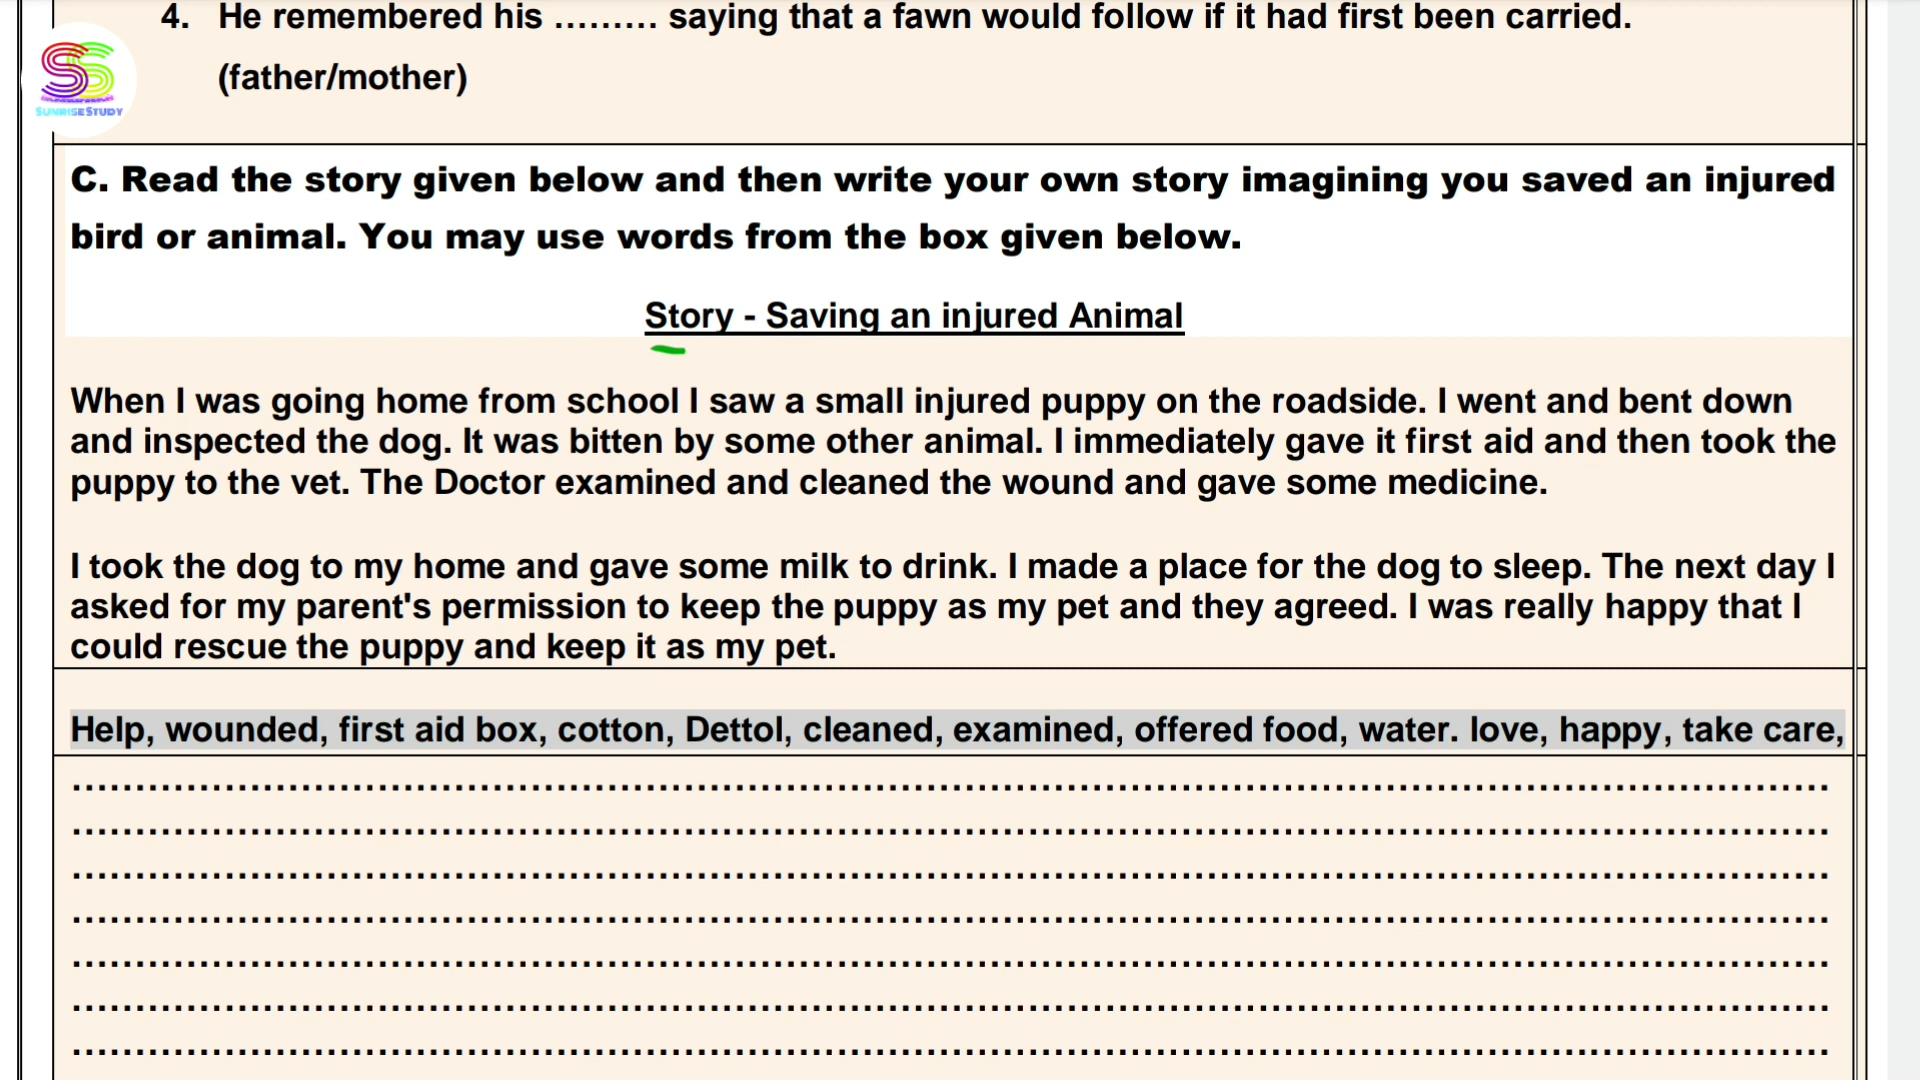 4. He remembered his ……… saying that a fawn would follow if it had first been carried.
(father/mother)
SS
SUNRISE STUDY
C. Read the story given below and then write your own story imagining you saved an injured
bird or animal. You may use words from the box given below.
Story - Saving an injured Animal
When I was going home from school I saw a small injured puppy on the roadside. I went and bent down
and inspected the dog. It was bitten by some other animal. I immediately gave it first aid and then took the
puppy to the vet. The Doctor examined and cleaned the wound and gave some medicine.
I took the dog to my home and gave some milk to drink. I made a place for the dog to sleep. The next day I
asked for my parent's permission to keep the puppy as my pet and they agreed. I was really happy that I
could rescue the puppy and keep it as my pet.
Help, wounded, first aid box, cotton, Dettol, cleaned, examined, offered food, water. love, happy, take care,